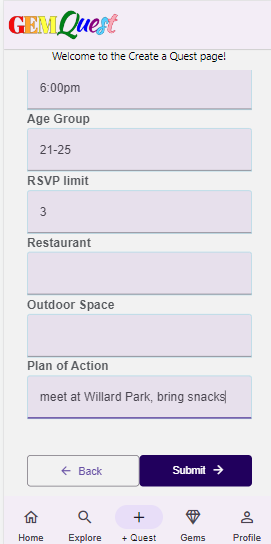 GEMQuest
Welcome to the Create a Quest page!
6:00pm
Age Group
21-25
RSVP limit
3
Restaurant
Outdoor Space
Plan of Action
meet at Willard Park, bring snacks
← Back
Submit →
Home
Explore
+ Quest
Gems
Profile